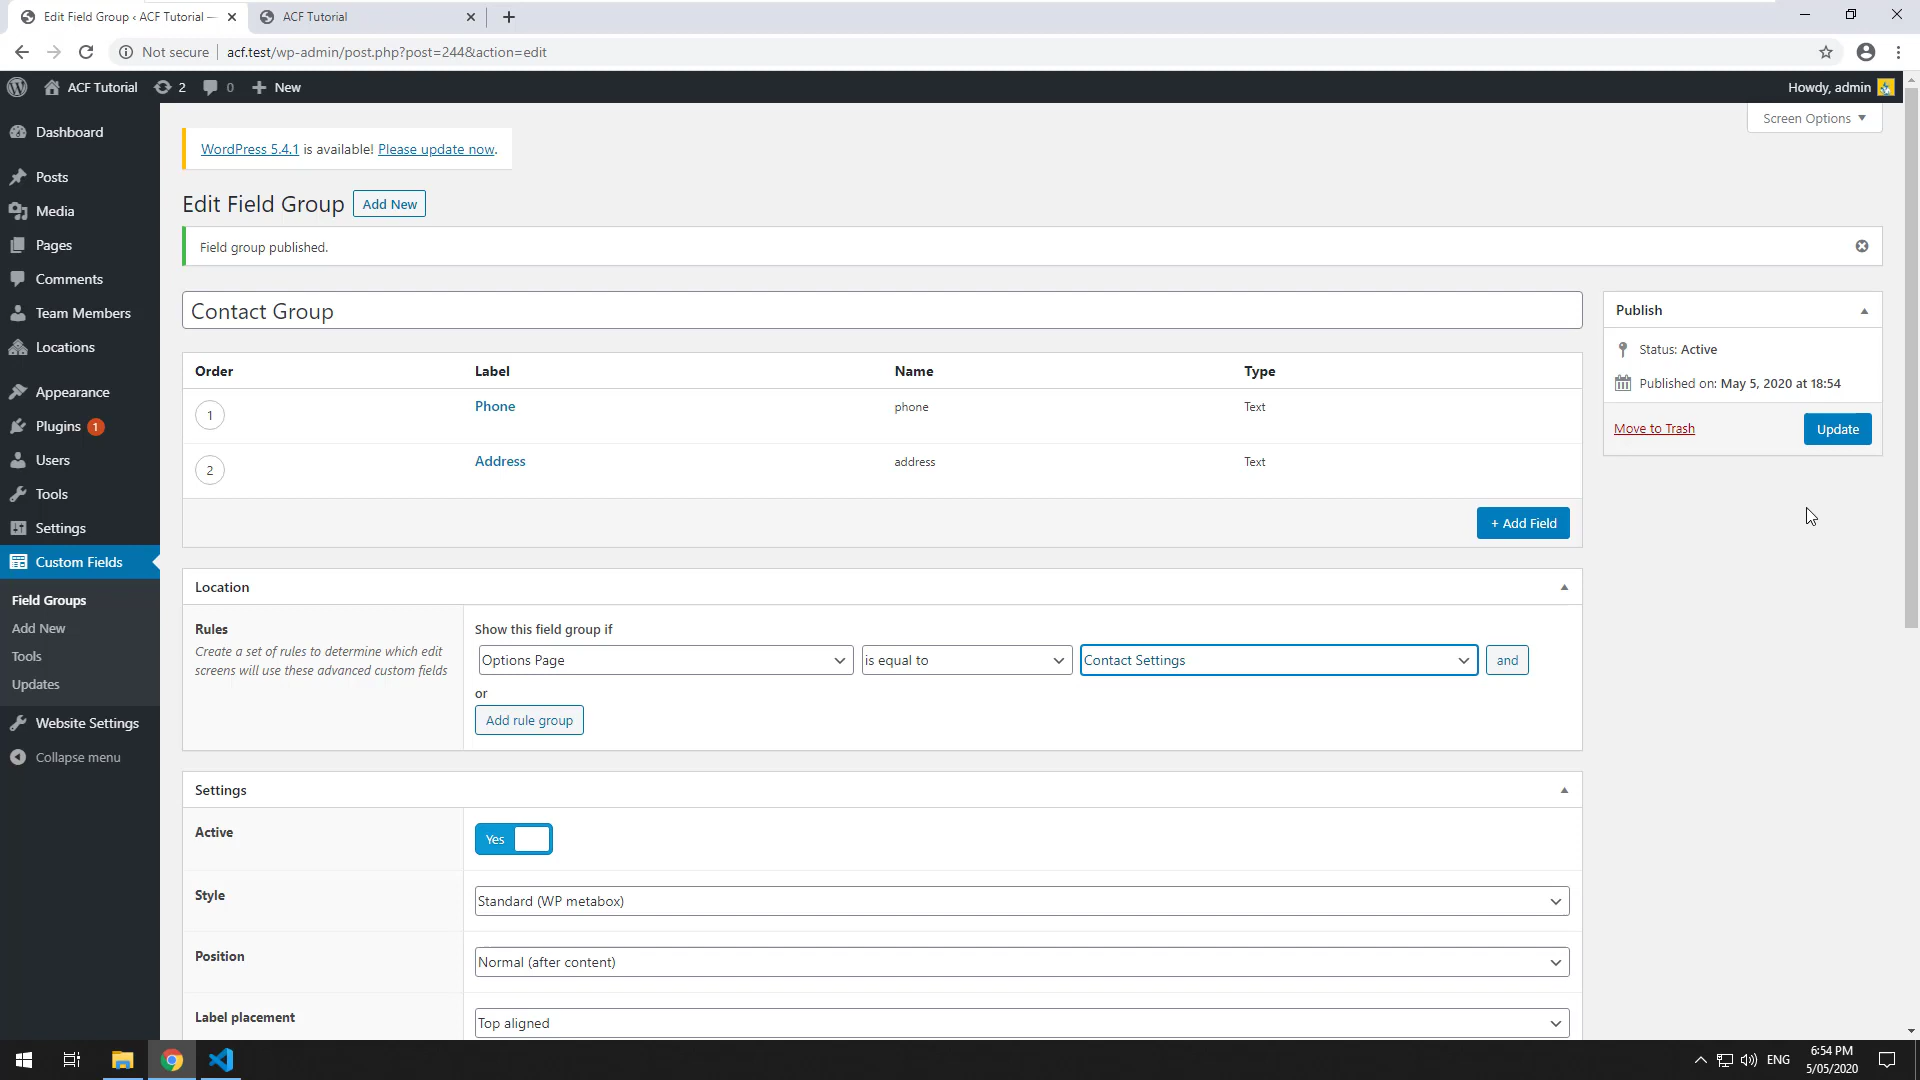 Edit Field Group ‹ ACF Tutorial —
ACF Tutorial
Not secure
acf.test/wp-admin/post.php?post=244&action=edit
ACF Tutorial
2
0
New
Howdy, admin
Screen Options
Dashboard
Posts
Media
Pages
Comments
Team Members
Locations
Appearance
Plugins 1
Users
Tools
Settings
Custom Fields
Field Groups
Add New
Tools
Updates
Website Settings
Collapse menu
WordPress 5.4.1 is available! Please update now.
Edit Field Group
Add New
Field group published.
Contact Group
Order Label Name Type
1 Phone phone Text
2 Address address Text
+ Add Field
Location
Rules
Create a set of rules to determine which edit
screens will use these advanced custom fields
Show this field group if
Options Page
is equal to
Contact Settings
and
or
Add rule group
Settings
Active
Yes
Style
Standard (WP metabox)
Position
Normal (after content)
Label placement
Top aligned
Publish
Status: Active
Published on: May 5, 2020 at 18:54
Move to Trash
Update
ENG
6:54 PM
5/05/2020